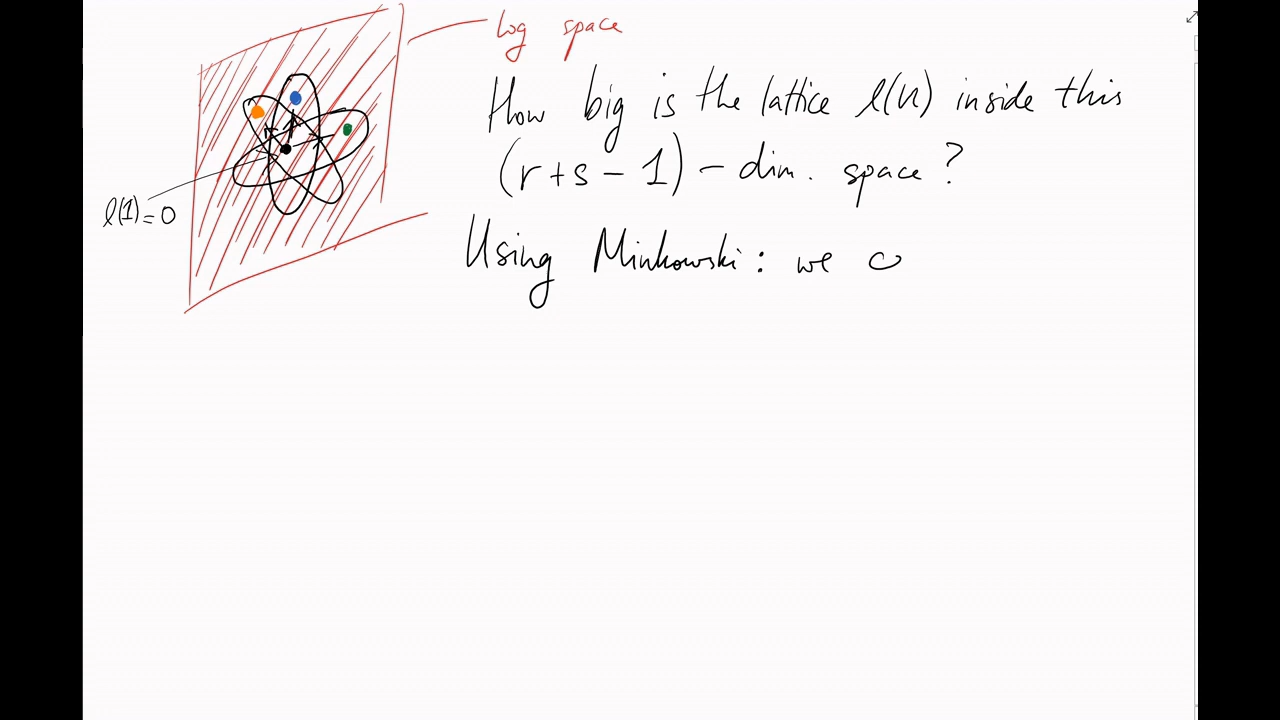 log space
How big is the lattice l(u) inside this
(r+s-1)-dim. space?
l(1)=0
Using Minkowski: we c